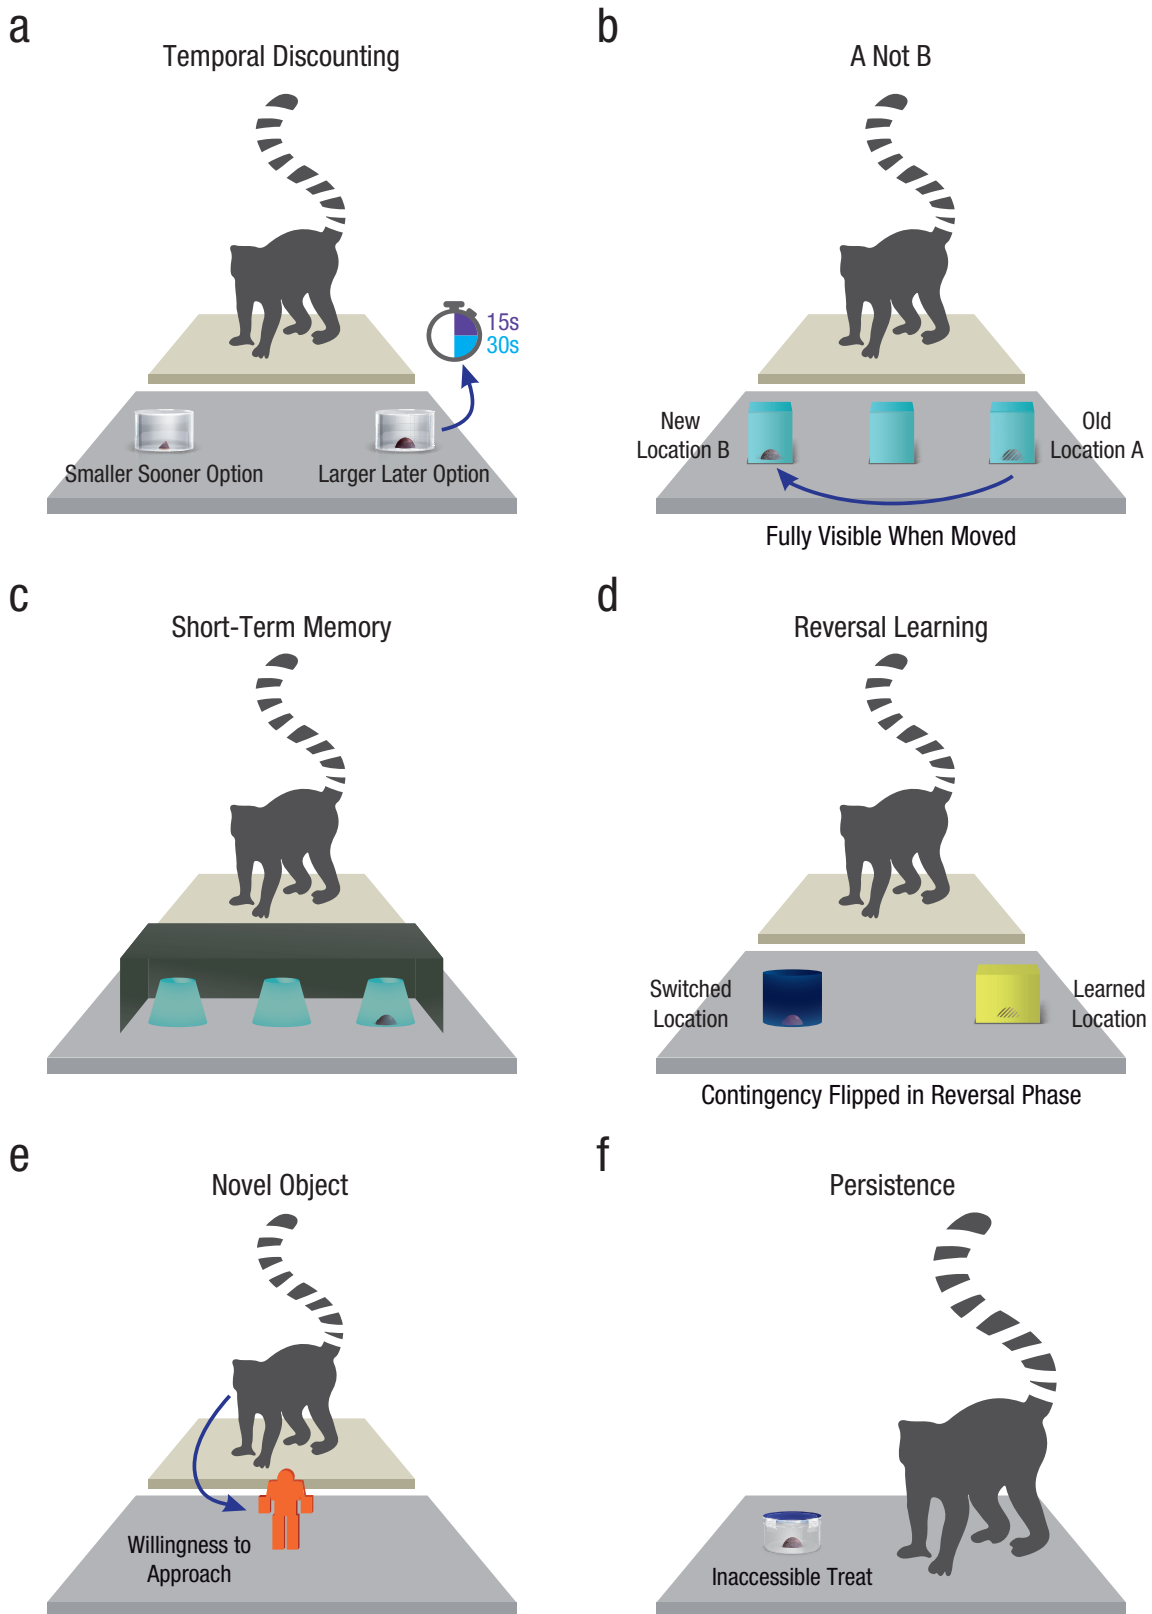 a
Temporal Discounting
15s
30s
Smaller Sooner Option
Larger Later Option
b
A Not B
New
Location B
Old
Location A
Fully Visible When Moved
c
Short-Term Memory
d
Reversal Learning
Switched
Location
Learned
Location
Contingency Flipped in Reversal Phase
e
Novel Object
Willingness to
Approach
f
Persistence
Inaccessible Treat